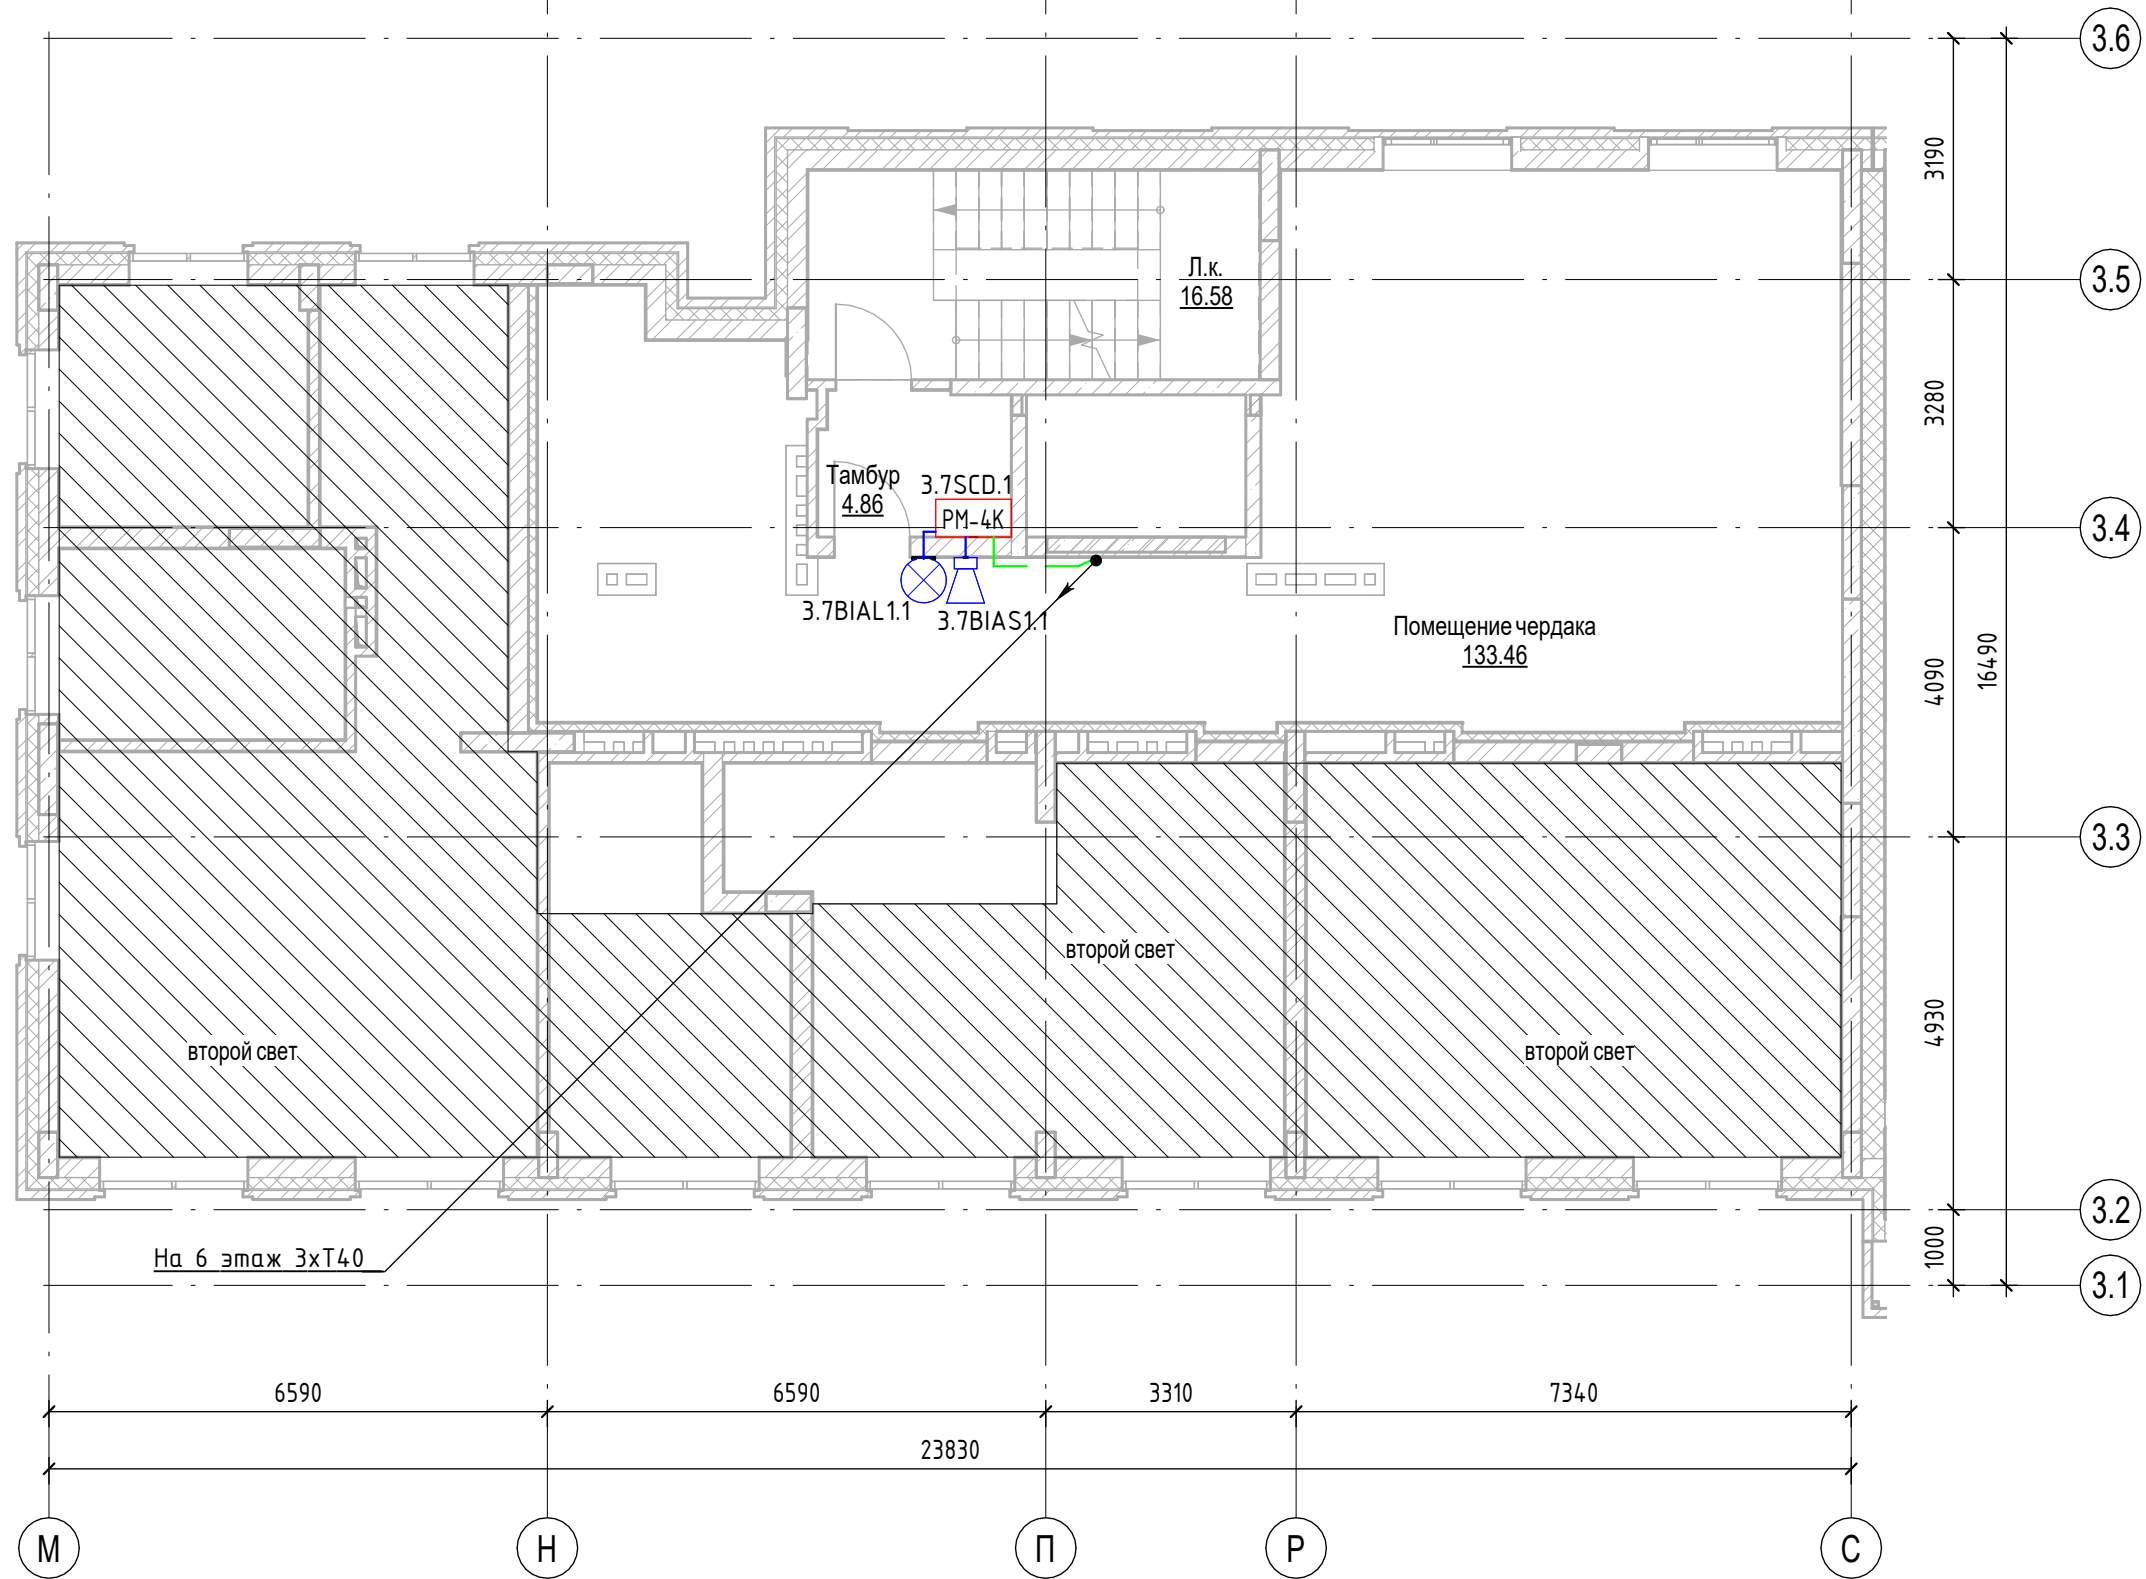 3.6
3190
Л.к.
16.58
3.5
3280
Тамбур
4.86
3.7SCD.1
РМ-4К
3.4
3.7BIAL1.1
3.7BIAS1.1
Помещение чердака
133.46
4090
16490
3.3
второй свет
второй свет
второй свет
4930
3.2
На 6 этаж 3хТ40
1000
3.1
6590
6590
3310
7340
23830
М
Н
П
Р
С